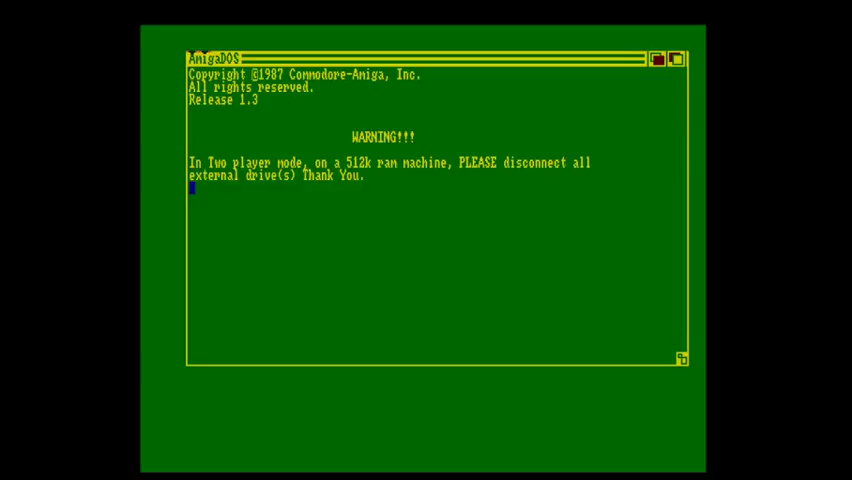 AmigaDOS
Copyright ©1987 Commodore-Amiga, Inc.
All rights reserved.
Release 1.3
WARNING!!!
In Two player mode, on a 512k ram machine, PLEASE disconnect all
external drive(s) Thank You.